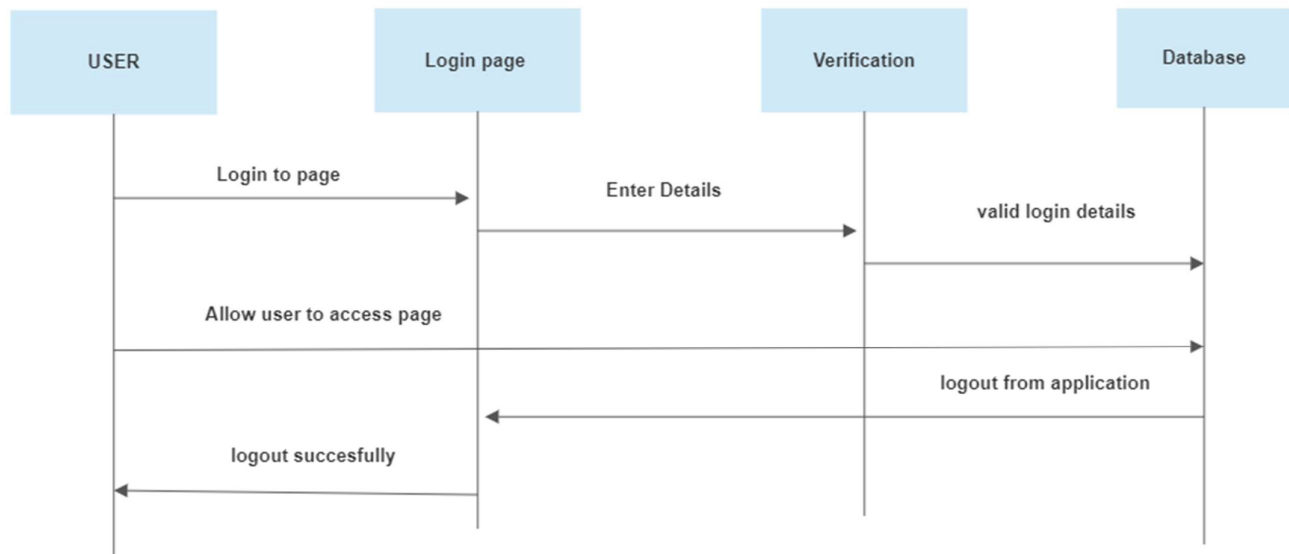 USER
Login page
Verification
Database
Login to page
Enter Details
valid login details
Allow user to access page
logout from application
logout succesfully